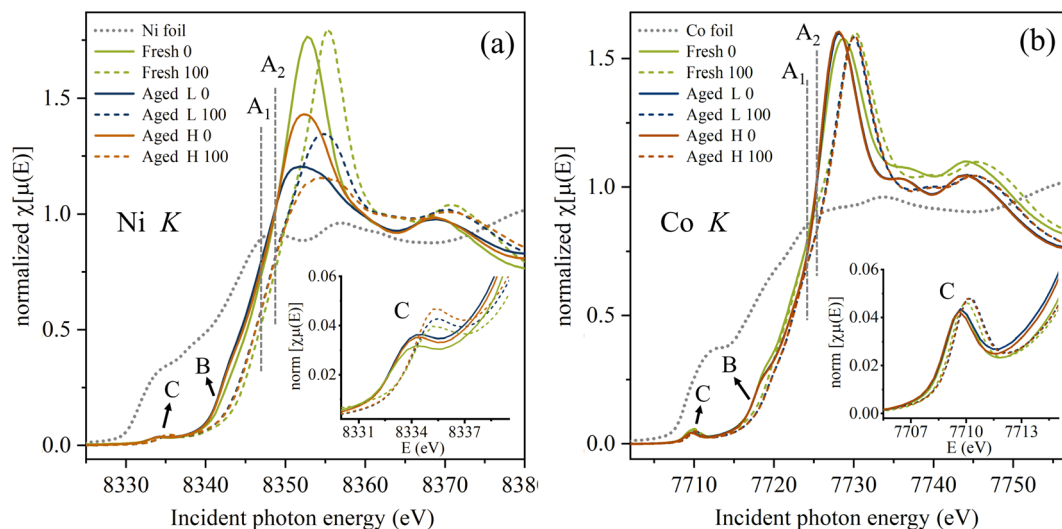 (a)
Ni foil
Fresh 0
Fresh 100
Aged L 0
Aged L 100
Aged H 0
Aged H 100
A2
A1
Ni K
B
C
normalized χ[μ(E)]
0.0
0.5
1.0
1.5
8330
8340
8350
8360
8370
8380
Incident photon energy (eV)
C
norm [χμ(E)]
0.02
0.04
0.06
8331
8334
8337
E (eV)
(b)
Co foil
Fresh 0
Fresh 100
Aged L 0
Aged L 100
Aged H 0
Aged H 100
A2
A1
Co K
B
C
normalized χ[μ(E)]
0.0
0.5
1.0
1.5
7710
7720
7730
7740
7750
Incident photon energy (eV)
C
norm [χμ(E)]
0.00
0.02
0.04
0.06
7707
7710
7713
E (eV)